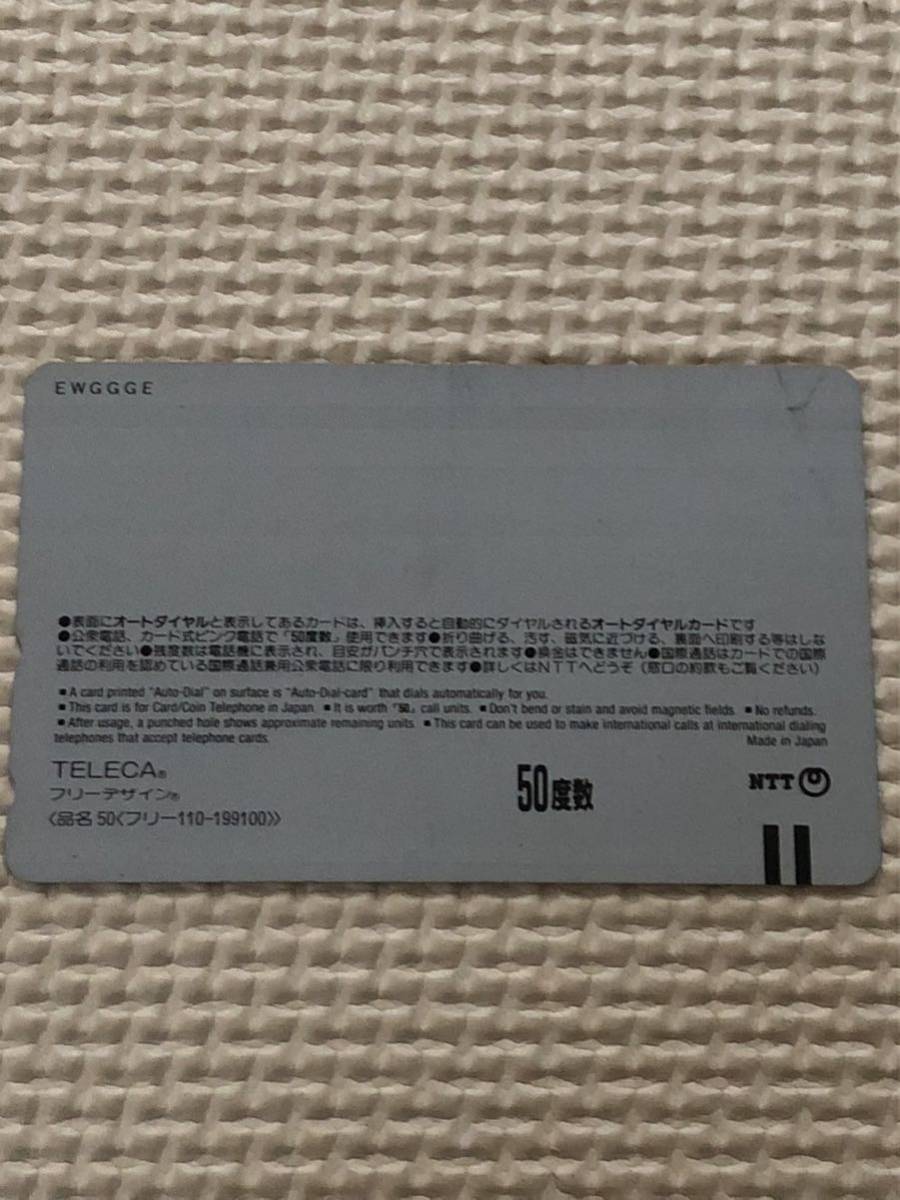 EWGGGE
●表面にオートダイヤルと表示してあるカードは、挿入すると自動的にダイヤルされるオートダイヤルカードです
●公衆電話、カード式ピンク電話で「50度数」使用できます●折り曲げる、汚す、磁気に近づける、裏面へ印刷する等はしな
いでください●残度数は電話機に表示され、目安がパンチ穴で表示されます●換金はできません●国際通話はカードでの国際
通話の利用を認めている国際通話兼用公衆電話に限り利用できます●詳しくはNTTへどうぞ（窓口の約款もご覧ください）
■A card printed "Auto-Dial" on surface is "Auto-Dial-card" that dials automatically for you.
■This card is for Card/Coin Telephone in Japan. ■It is worth「50」call units. ■Don't bend or stain and avoid magnetic fields. ■No refunds.
■After usage, a punched hole shows approximate remaining units. ■This card can be used to make international calls at international dialing
telephones that accept telephone cards. Made in Japan
TELECA®
フリーデザイン®
〈品名 50〈フリー110-199100〉〉
50度数
NTT